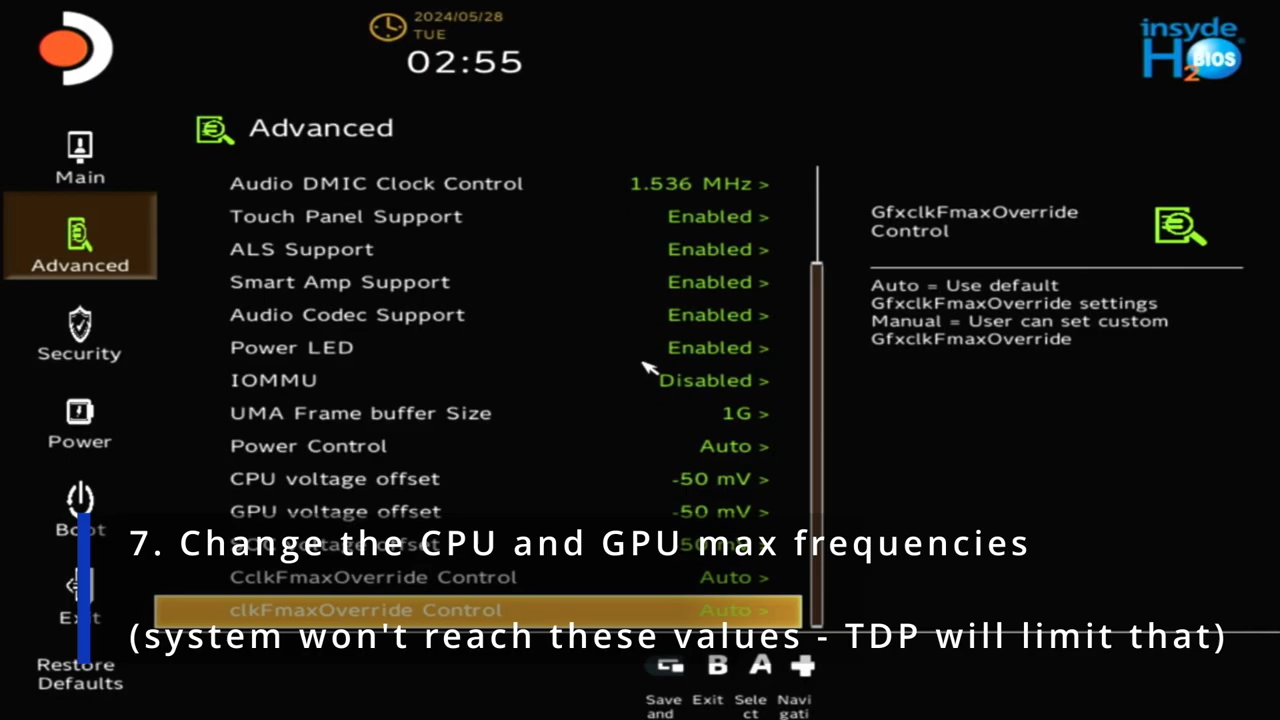 2024/05/28
TUE
02:55
insyde
H2
BIOS
Advanced
Main
Advanced
Security
Power
Boot
Exit
Restore
Defaults
Audio DMIC Clock Control 1.536 MHz >
Touch Panel Support Enabled >
ALS Support Enabled >
Smart Amp Support Enabled >
Audio Codec Support Enabled >
Power LED Enabled >
IOMMU Disabled >
UMA Frame buffer Size 1G >
Power Control Auto >
CPU voltage offset -50 mV >
GPU voltage offset -50 mV >
voltage offset
CclkFmaxOverride Control Auto >
clkFmaxOverride Control Auto >
GfxclkFmaxOverride
Control
Auto = Use default
GfxclkFmaxOverride settings
Manual = User can set custom
GfxclkFmaxOverride
7. Change the CPU and GPU max frequencies
(system won't reach these values - TDP will limit that)
B A
Save and
Exit
Select
Navigati